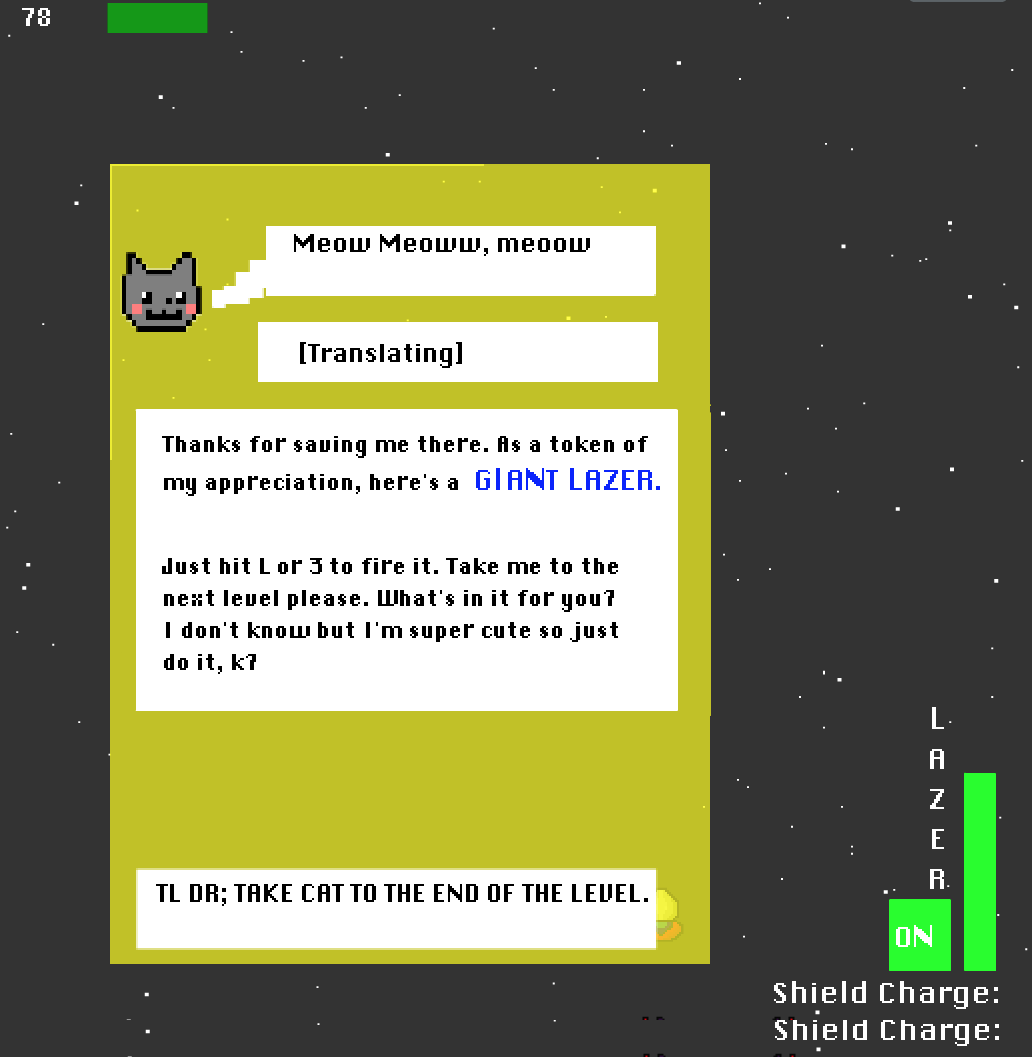 78
Meow Meoww, meoow
[Translating]
Thanks for saving me there. As a token of
my appreciation, here's a GIANT LAZER.
Just hit L or 3 to fire it. Take me to the
next level please. What's in it for you?
I don't know but I'm super cute so just
do it, k?
TL DR; TAKE CAT TO THE END OF THE LEVEL.
L
A
Z
E
R
ON
Shield Charge:
Shield Charge: